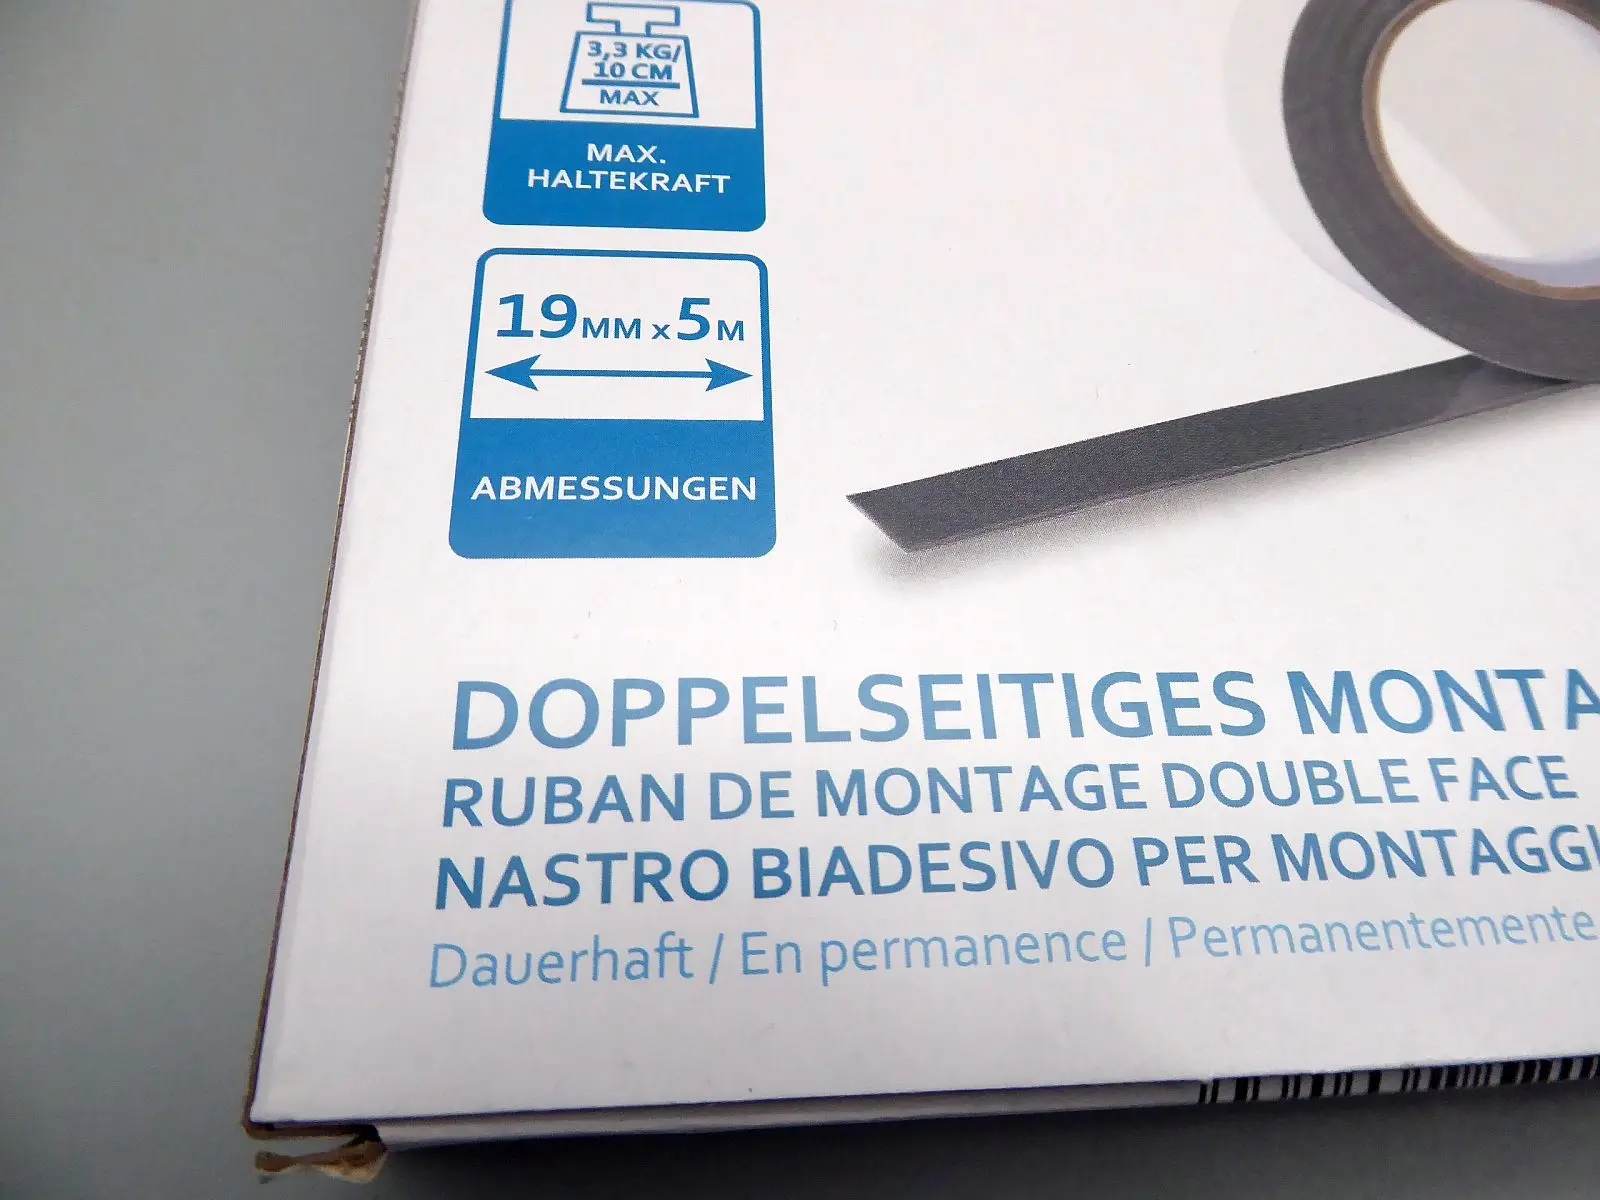 3,3 KG/
10 CM
MAX
MAX.
HALTEKRAFT
19MM x 5M
ABMESSUNGEN
DOPPELSEITIGES MONTA
RUBAN DE MONTAGE DOUBLE FACE
NASTRO BIADESIVO PER MONTAGGI
Dauerhaft / En permanence / Permanentemente